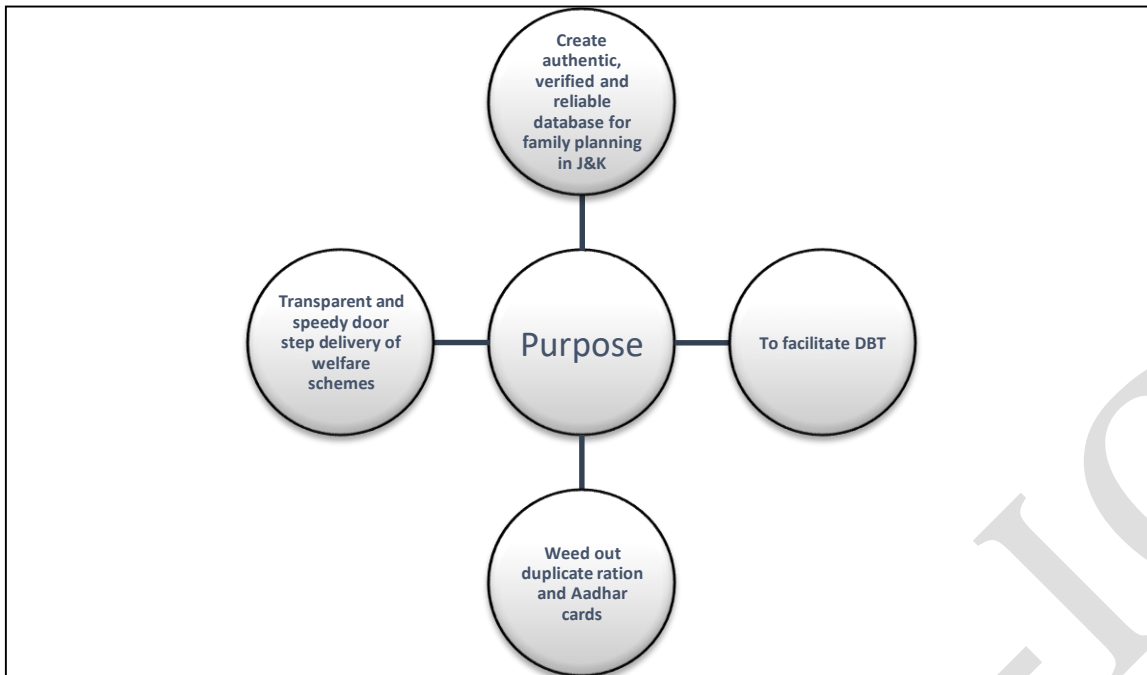 Create
authentic,
verified and
reliable
database for
family planning
in J&K
Transparent and
speedy door
step delivery of
welfare
schemes
Purpose
To facilitate DBT
Weed out
duplicate ration
and Aadhar
cards